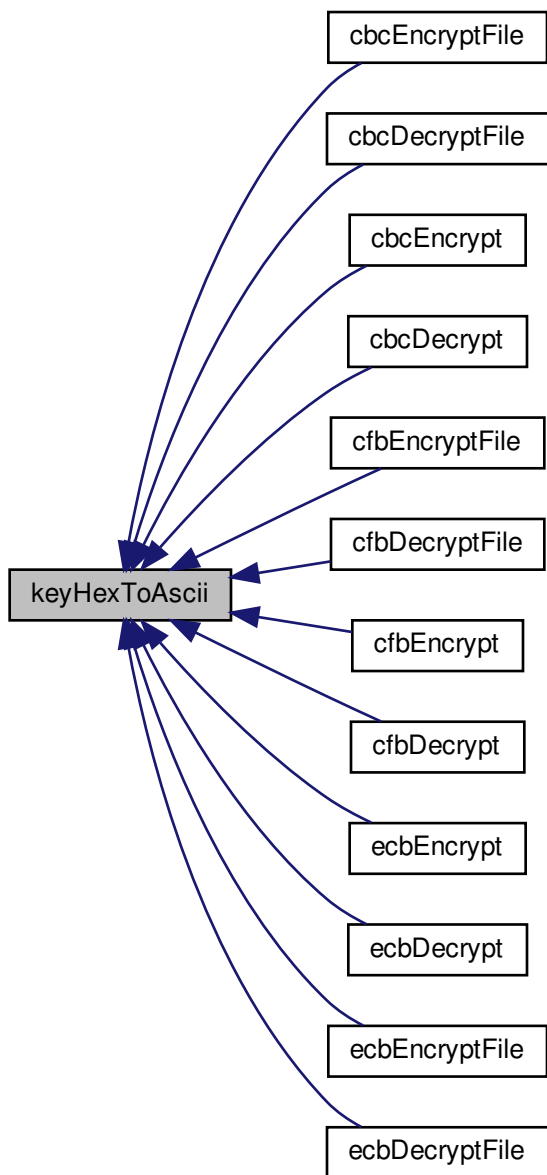 cbcEncryptFile
cbcDecryptFile
cbcEncrypt
cbcDecrypt
cfbEncryptFile
cfbDecryptFile
keyHexToAscii
cfbEncrypt
cfbDecrypt
ecbEncrypt
ecbDecrypt
ecbEncryptFile
ecbDecryptFile